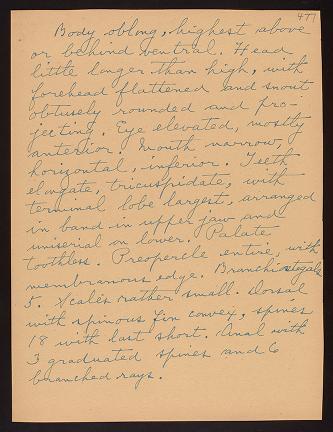 477
Body oblong, highest above
or behind ventral. Head
little longer than high, with
forehead flattened and snout
obtusely rounded and pro-
jecting. Eye elevated, mostly
anterior. Mouth narrow,
horizontal, inferior. Teeth
elongate, tricuspidate, with
terminal lobe largest, arranged
in band in upper jaw and
uniserial on lower. Palate
toothless. Preopercle entire, with
membranous edge. Branchiostegals
5. Scales rather small. Dorsal
with spinous fin convex, spines
18 with last short. Anal with
3 graduated spines and 6
branched rays.